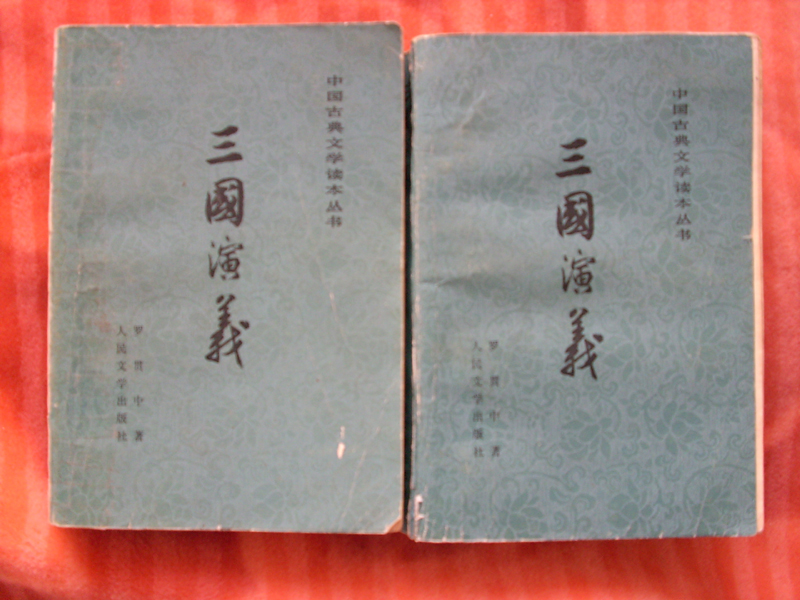 中国古典文学读本丛书
三國演義
罗贯中 著
人民文学出版社
中国古典文学读本丛书
三國演義
罗贯中 著
人民文学出版社